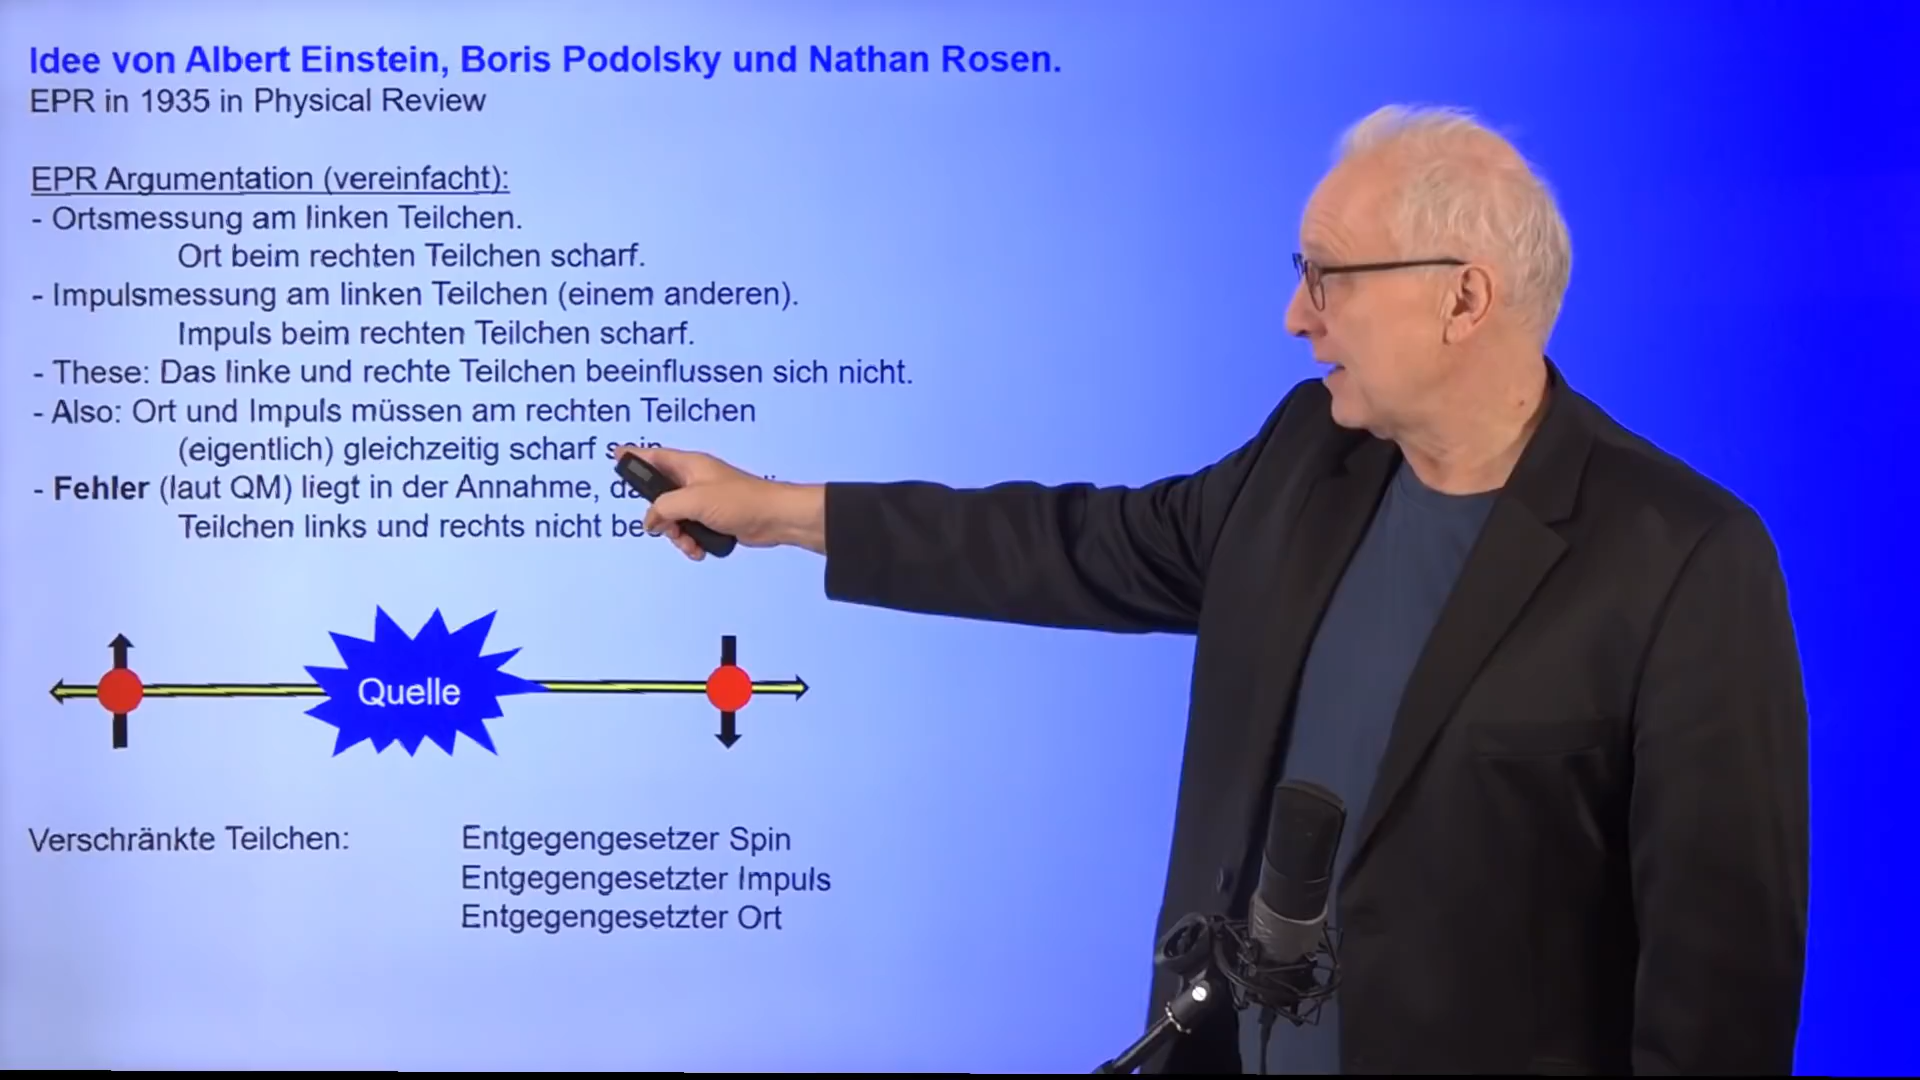 Idee von Albert Einstein, Boris Podolsky und Nathan Rosen.
EPR in 1935 in Physical Review
EPR Argumentation (vereinfacht):
- Ortsmessung am linken Teilchen.
Ort beim rechten Teilchen scharf.
- Impulsmessung am linken Teilchen (einem anderen).
Impuls beim rechten Teilchen scharf.
- These: Das linke und rechte Teilchen beeinflussen sich nicht.
- Also: Ort und Impuls müssen am rechten Teilchen
(eigentlich) gleichzeitig scharf
- Fehler (laut QM) liegt in der Annahme,
Teilchen links und rechts nicht
Quelle
Verschränkte Teilchen:
Entgegengesetzer Spin
Entgegengesetzter Impuls
Entgegengesetzter Ort